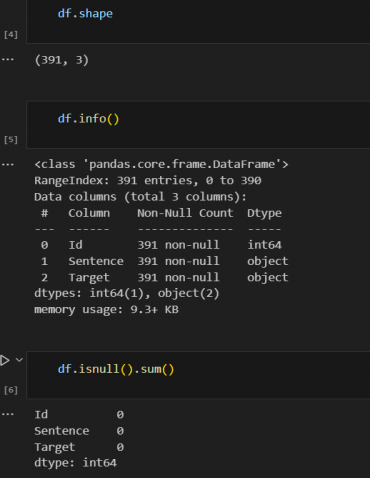 df.shape
[4]
... (391, 3)
df.info()
[5]
... <class 'pandas.core.frame.DataFrame'>
RangeIndex: 391 entries, 0 to 390
Data columns (total 3 columns):
 #   Column    Non-Null Count  Dtype
---  ------    --------------  -----
 0   Id        391 non-null    int64
 1   Sentence  391 non-null    object
 2   Target    391 non-null    object
dtypes: int64(1), object(2)
memory usage: 9.3+ KB
df.isnull().sum()
[6]
... Id          0
Sentence    0
Target      0
dtype: int64